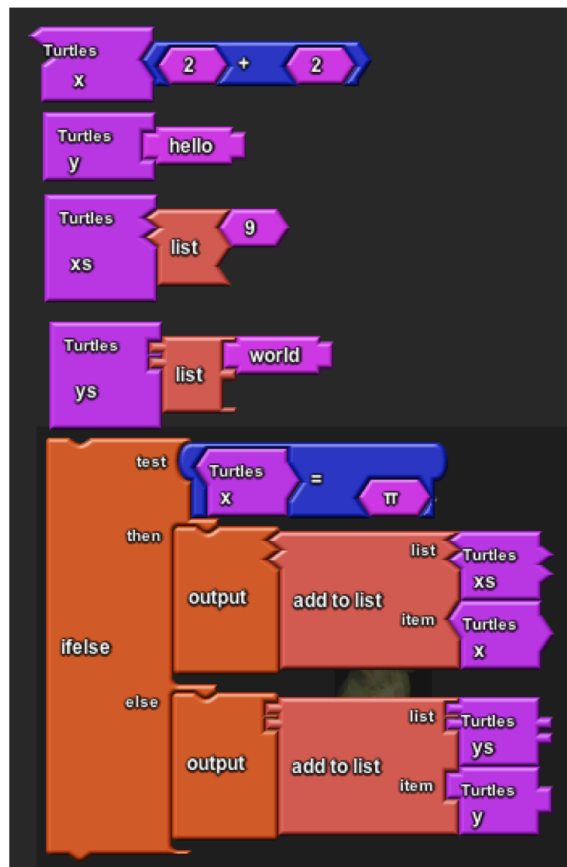 Turtles
x
2 + 2
Turtles
y
hello
Turtles
xs
list
9
Turtles
ys
list
world
ifelse
test
Turtles
x
=
π
then
output
add to list
list
Turtles
xs
item
Turtles
x
else
output
add to list
list
Turtles
ys
item
Turtles
y